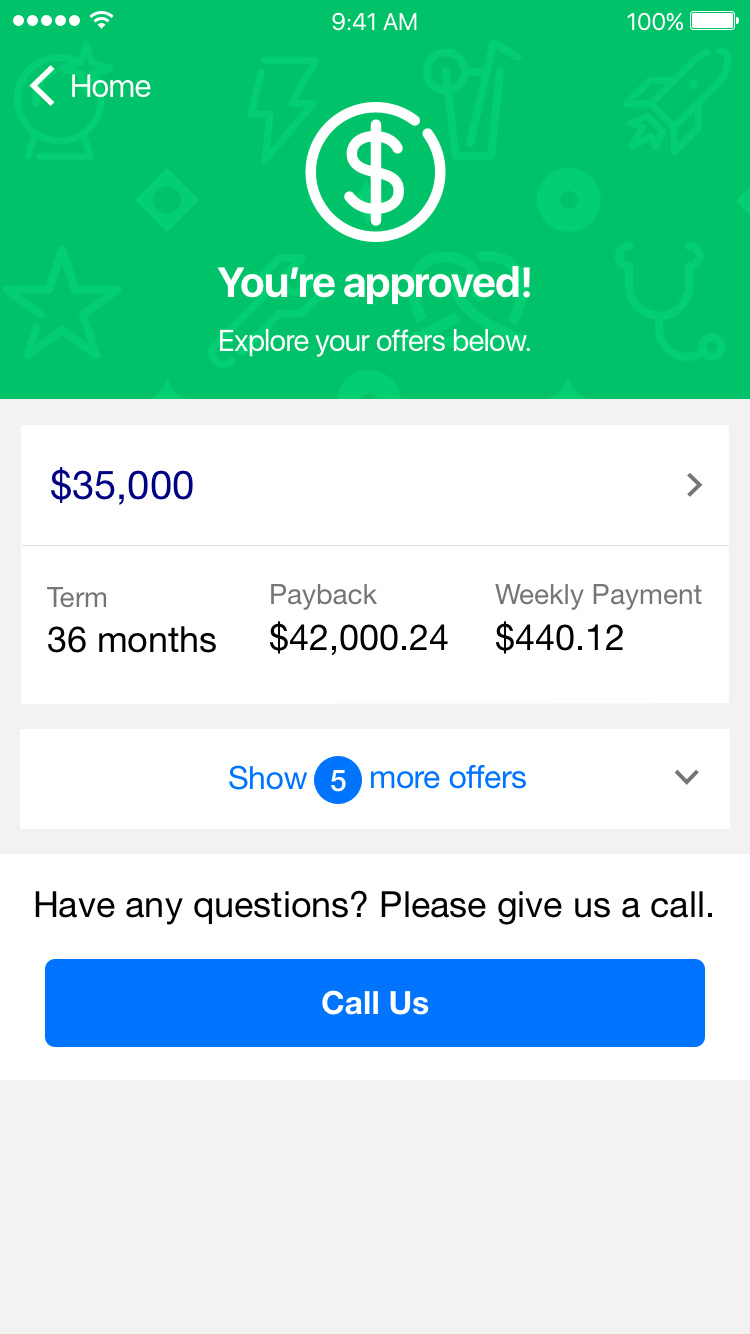 9:41 AM 100%
Home
$
You're approved!
Explore your offers below.
$35,000
Term Payback Weekly Payment
36 months $42,000.24 $440.12
Show 5 more offers
Have any questions? Please give us a call.
Call Us